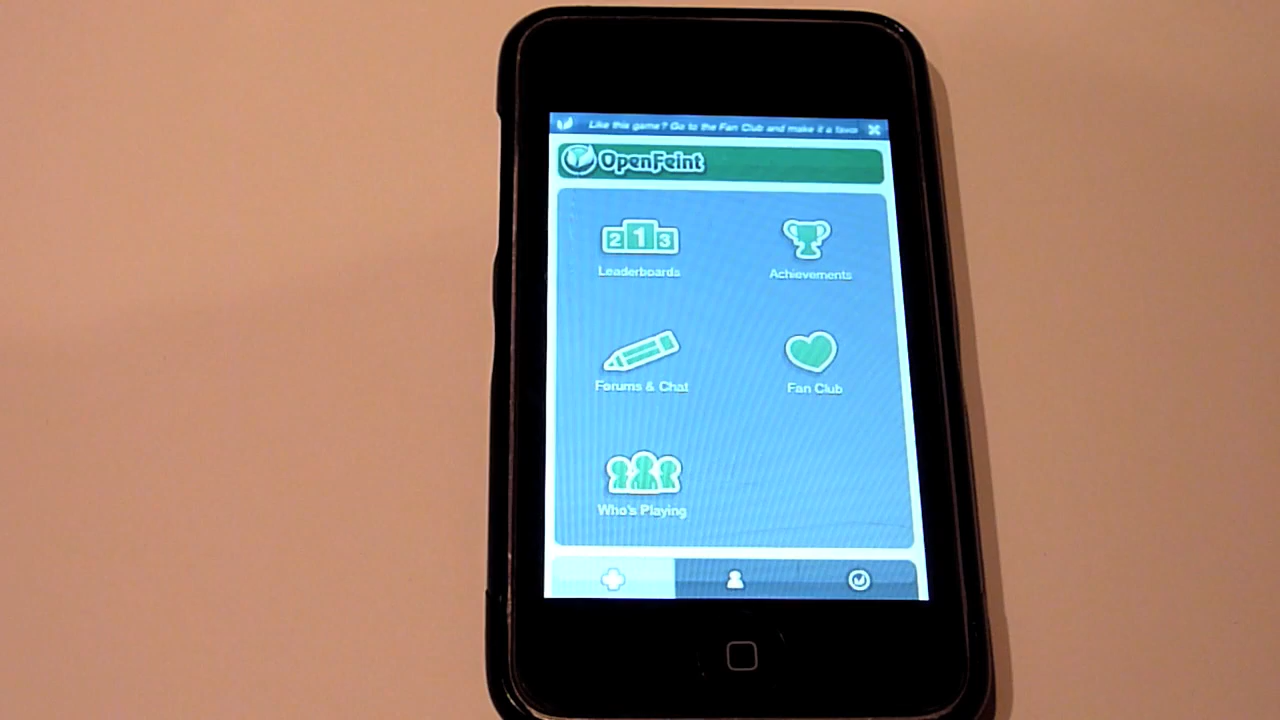 Like this game? Go to the Fan Club and make it a favor
OpenFeint
2 1 3
Leaderboards
Achievements
Forums & Chat
Fan Club
Who's Playing